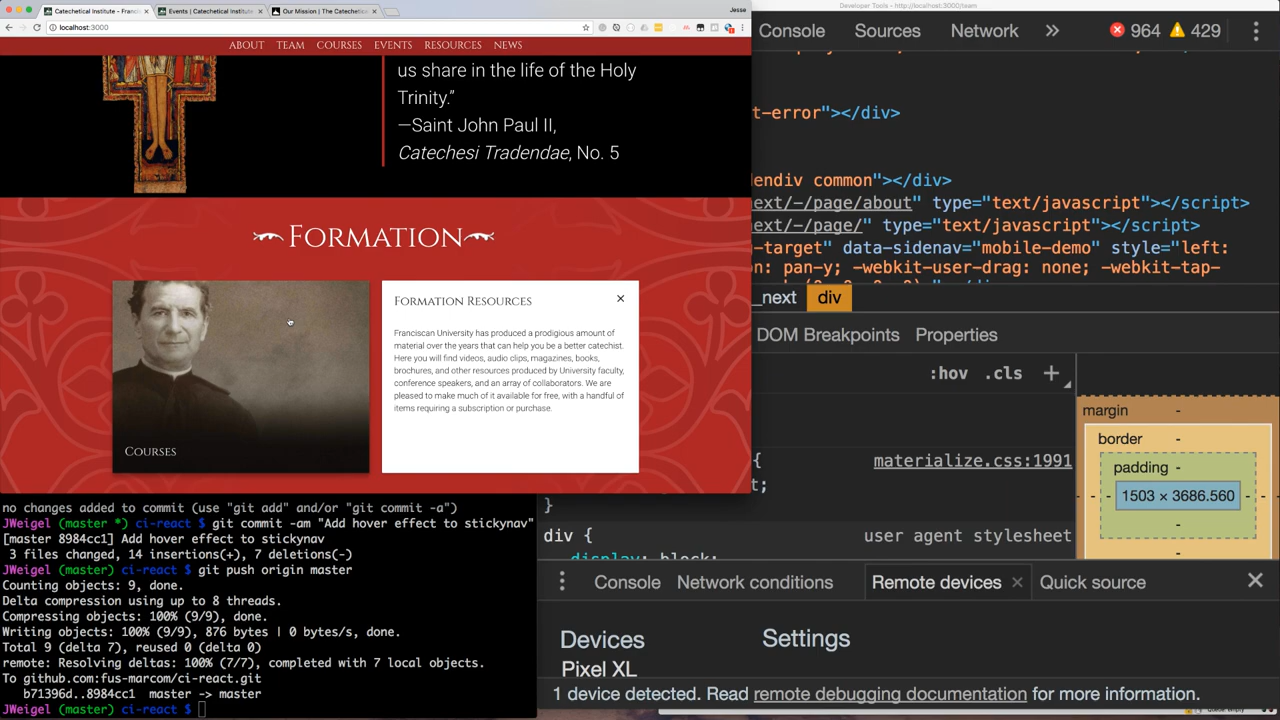 Catechetical Institute - Franci
Events | Catechetical Institut
Our Mission | The Catechetic
Jesse
Developer Tools - http://localhost:3000/team
localhost:3000
ABOUT TEAM COURSES EVENTS RESOURCES NEWS
us share in the life of the Holy
Trinity.”
—Saint John Paul II,
Catechesi Tradendae, No. 5
FORMATION
COURSES
FORMATION RESOURCES
Franciscan University has produced a prodigious amount of
material over the years that can help you be a better catechist.
Here you will find videos, audio clips, magazines, books,
brochures, and other resources produced by University faculty,
conference speakers, and an array of collaborators. We are
pleased to make much of it available for free, with a handful of
items requiring a subscription or purchase.
Console Sources Network » 964 429
t-error"></div>
lendiv common"></div>
ext/-/page/about" type="text/javascript"></script>
ext/-/page/" type="text/javascript"></script>
g-target" data-sidenav="mobile-demo" style="left:
on: pan-y; -webkit-user-drag: none; -webkit-tap-
_next div
DOM Breakpoints Properties
:hov .cls +
margin -
border -
padding -
- - - 1503 × 3686.560 - - -
-
-
{ materialize.css:1991
t;
}
div { user agent stylesheet
display: block;
Console Network conditions Remote devices × Quick source
Devices Settings
Pixel XL
1 device detected. Read remote debugging documentation for more information.
no changes added to commit (use "git add" and/or "git commit -a")
JWeigel (master *) ci-react $ git commit -am "Add hover effect to stickynav"
[master 8984cc1] Add hover effect to stickynav
3 files changed, 14 insertions(+), 7 deletions(-)
JWeigel (master) ci-react $ git push origin master
Counting objects: 9, done.
Delta compression using up to 8 threads.
Compressing objects: 100% (9/9), done.
Writing objects: 100% (9/9), 876 bytes | 0 bytes/s, done.
Total 9 (delta 7), reused 0 (delta 0)
remote: Resolving deltas: 100% (7/7), completed with 7 local objects.
To github.com:fus-marcom/ci-react.git
b71396d..8984cc1 master -> master
JWeigel (master) ci-react $